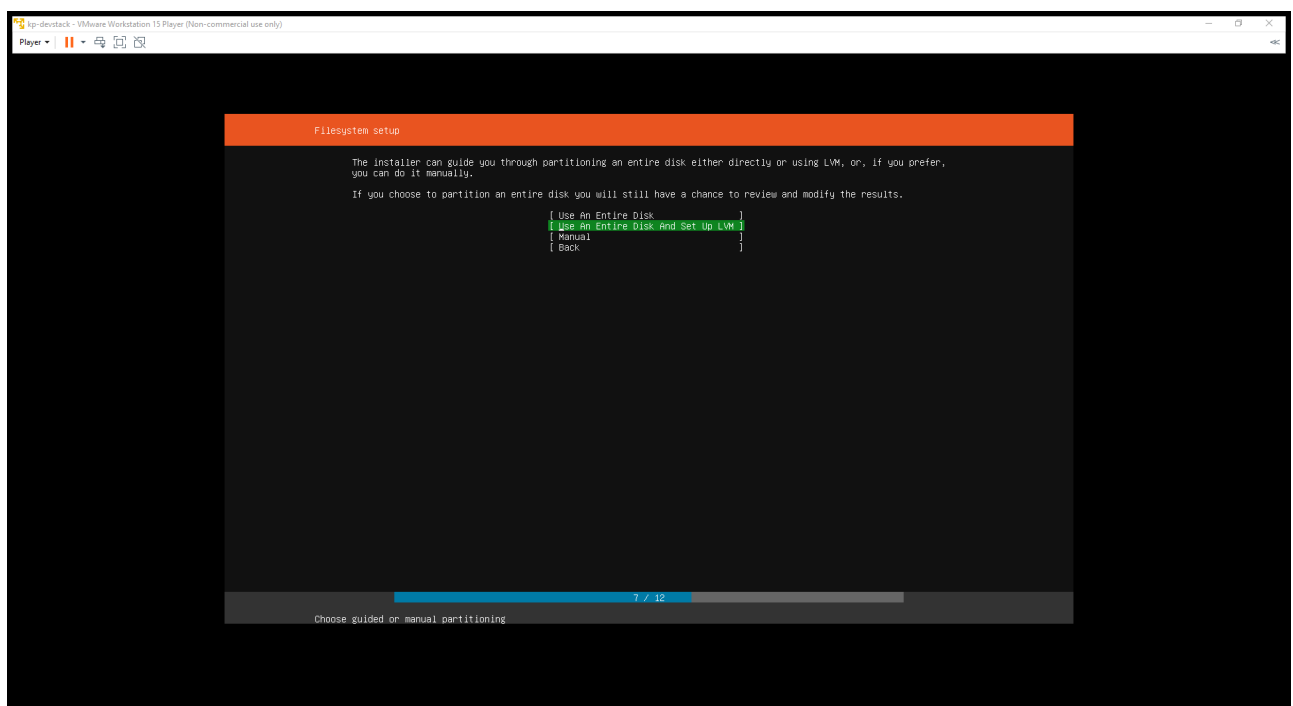 kp-devstack - VMware Workstation 15 Player (Non-commercial use only)
Player
Filesystem setup
The installer can guide you through partitioning an entire disk either directly or using LVM, or, if you prefer,
you can do it manually.
If you choose to partition an entire disk you will still have a chance to review and modify the results.
[ Use An Entire Disk ]
[ Use An Entire Disk And Set Up LVM ]
[ Manual ]
[ Back ]
7 / 12
Choose guided or manual partitioning